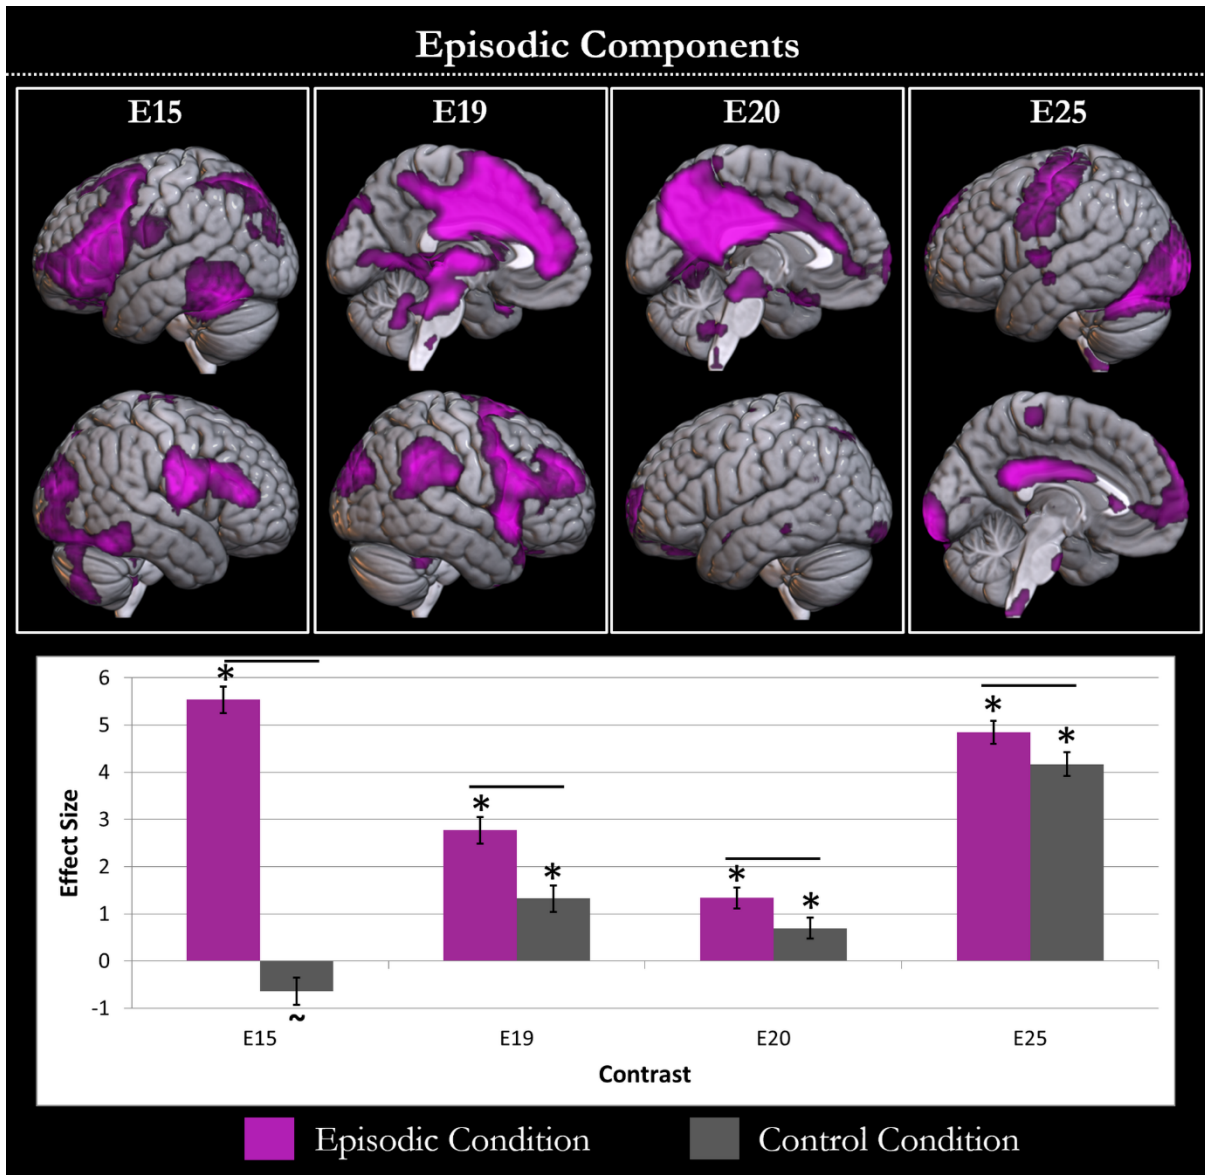 Episodic Components
E15 E19 E20 E25
6
5
4
3
2
1
0
-1
Effect Size
* * * * * * * ~
E15 E19 E20 E25
Contrast
Episodic Condition Control Condition